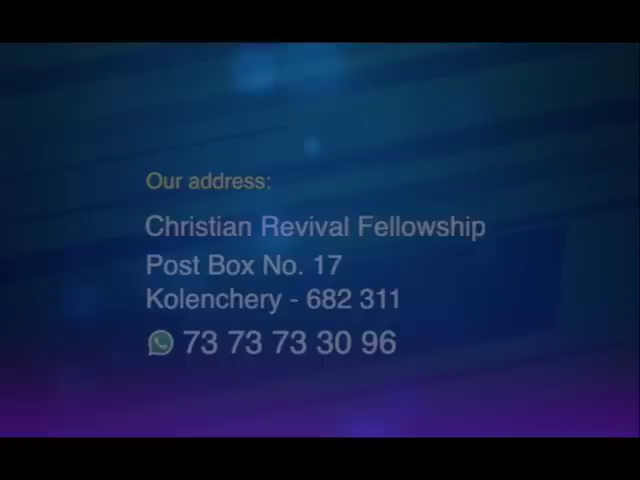 Our address:
Christian Revival Fellowship
Post Box No. 17
Kolenchery - 682 311
73 73 73 30 96